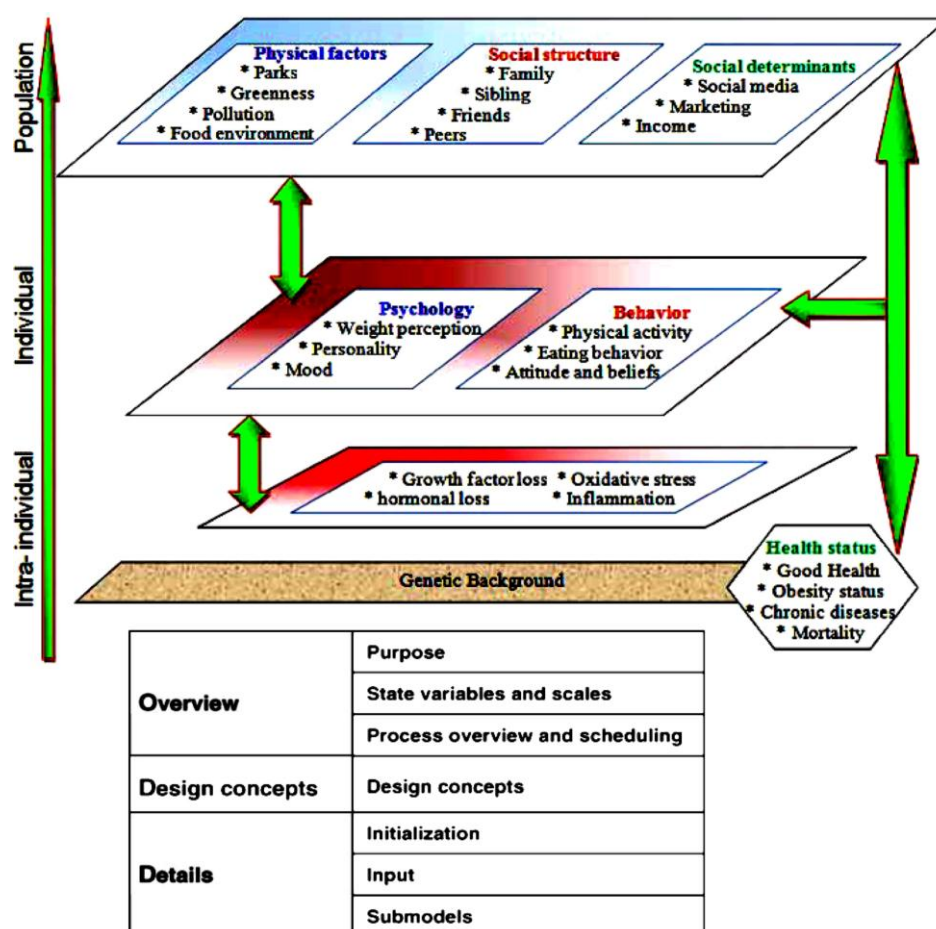 Population
Physical factors
* Parks
* Greenness
* Pollution
* Food environment
Social structure
* Family
* Sibling
* Friends
* Peers
Social determinants
* Social media
* Marketing
* Income
Individual
Psychology
* Weight perception
* Personality
* Mood
Behavior
* Physical activity
* Eating behavior
* Attitude and beliefs
Intra- individual
* Growth factor loss
* Oxidative stress
* hormonal loss
* Inflammation
Genetic Background
Health status
* Good Health
* Obesity status
* Chronic diseases
* Mortality
Overview
Purpose
State variables and scales
Process overview and scheduling
Design concepts
Design concepts
Details
Initialization
Input
Submodels